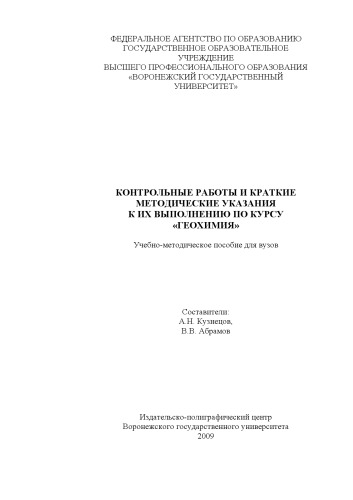 ФЕДЕРАЛЬНОЕ АГЕНТСТВО ПО ОБРАЗОВАНИЮ
ГОСУДАРСТВЕННОЕ ОБРАЗОВАТЕЛЬНОЕ
УЧРЕЖДЕНИЕ
ВЫСШЕГО ПРОФЕССИОНАЛЬНОГО ОБРАЗОВАНИЯ
«ВОРОНЕЖСКИЙ ГОСУДАРСТВЕННЫЙ
УНИВЕРСИТЕТ»
КОНТРОЛЬНЫЕ РАБОТЫ И КРАТКИЕ
МЕТОДИЧЕСКИЕ УКАЗАНИЯ
К ИХ ВЫПОЛНЕНИЮ ПО КУРСУ
«ГЕОХИМИЯ»
Учебно-методическое пособие для вузов
Составители:
А.Н. Кузнецов,
В.В. Абрамов
Издательско-полиграфический центр
Воронежского государственного университета
2009